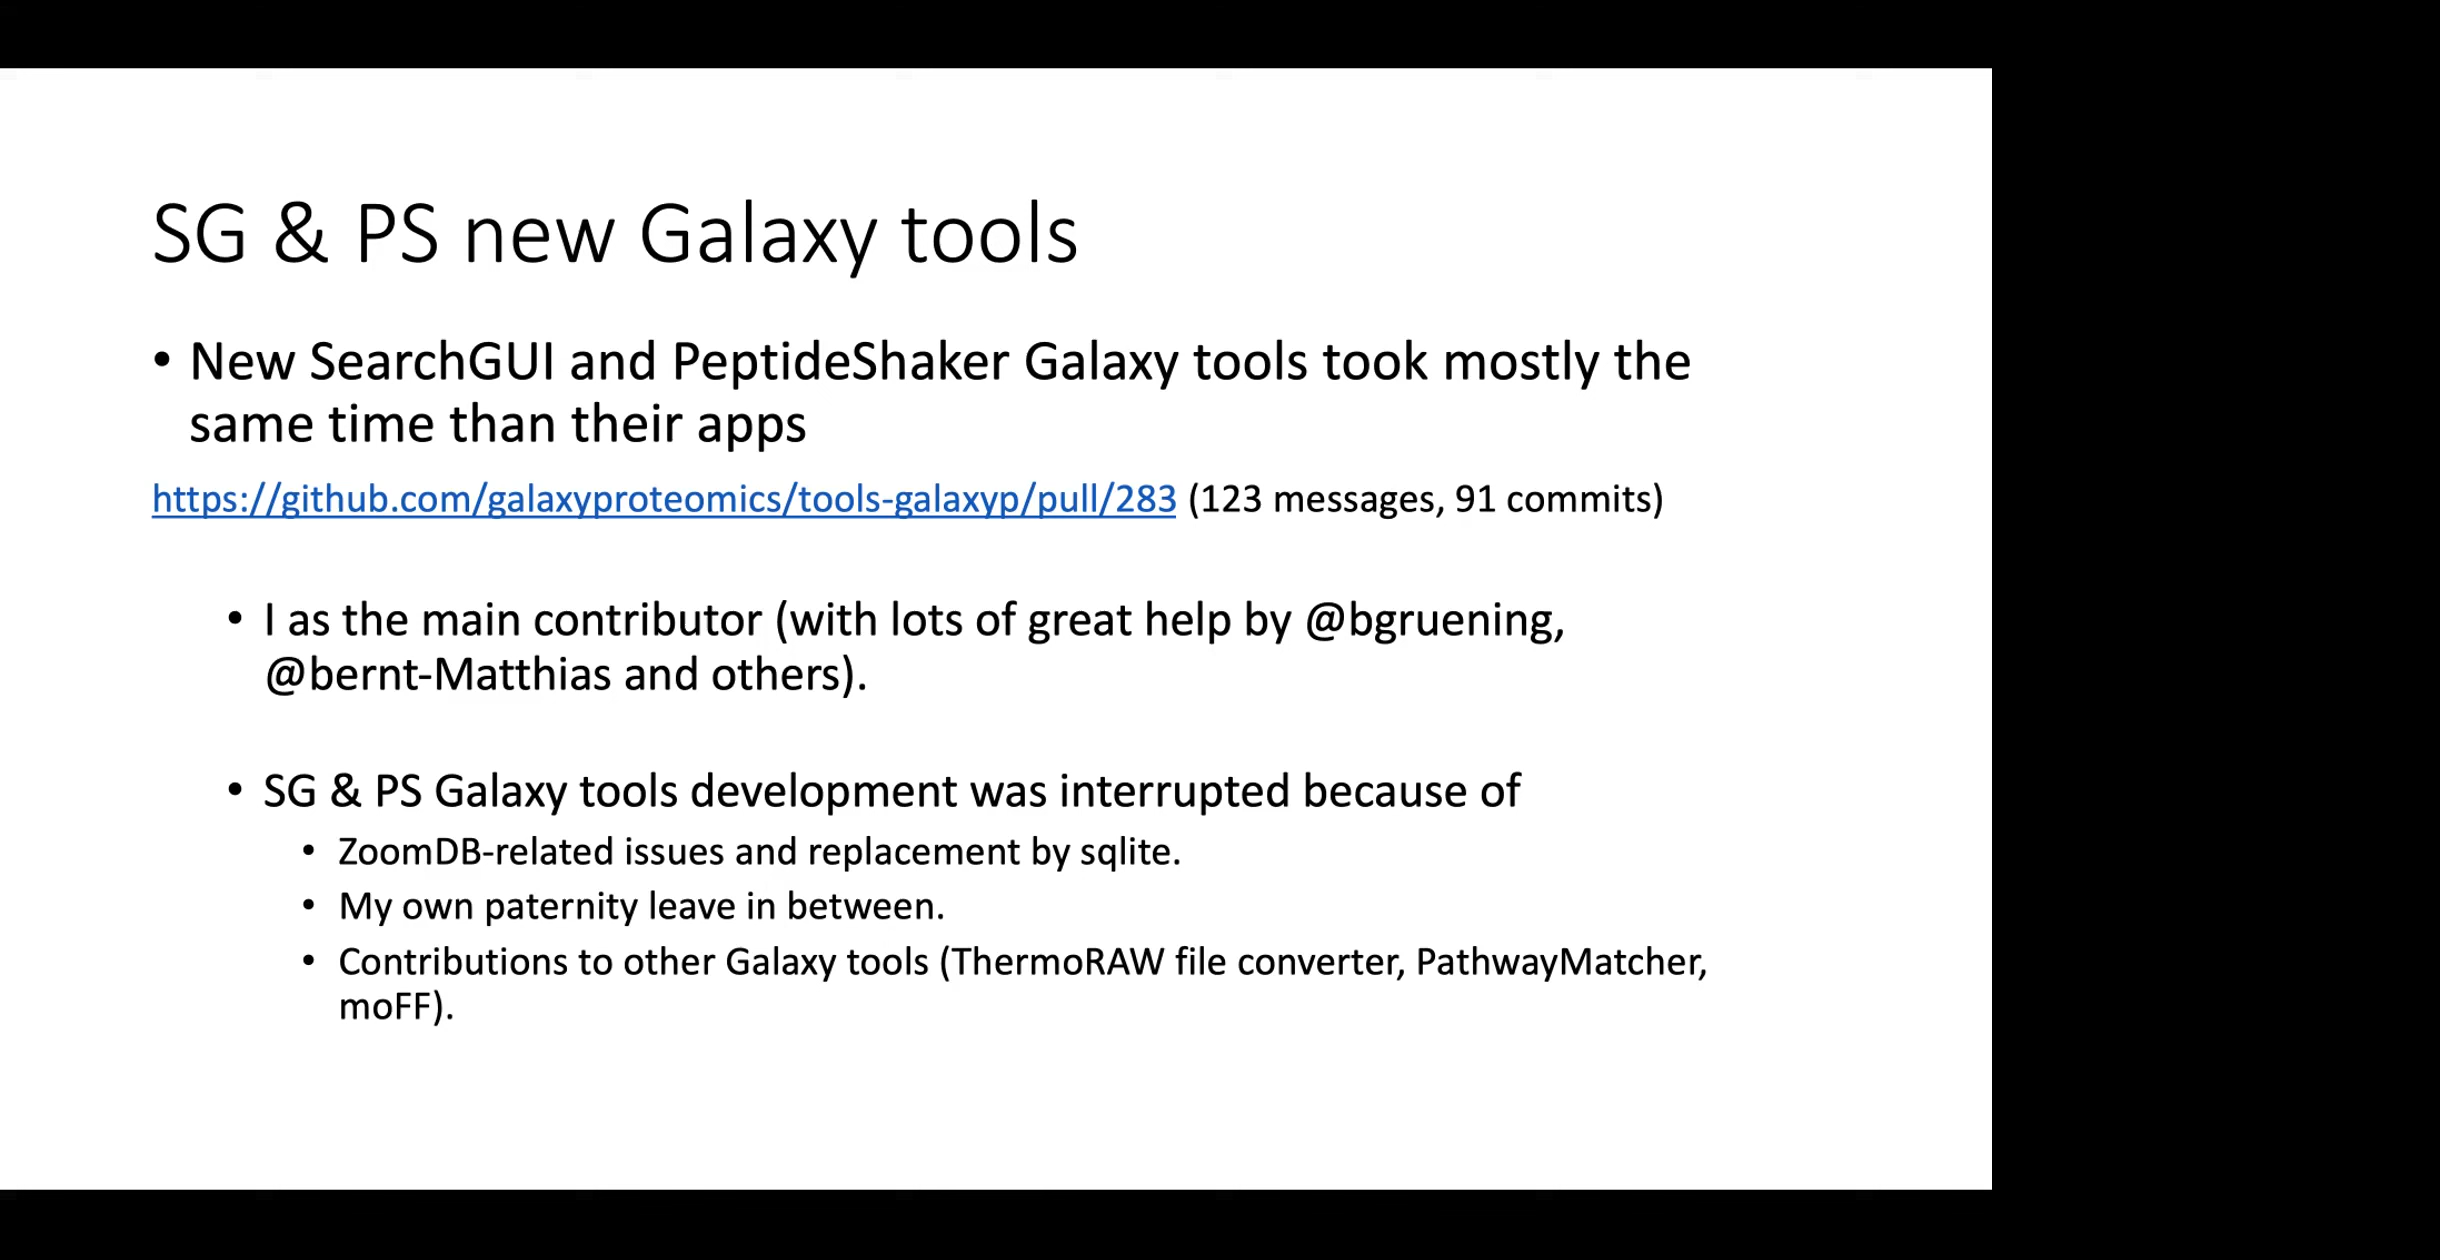 SG & PS new Galaxy tools
• New SearchGUI and PeptideShaker Galaxy tools took mostly the
same time than their apps
https://github.com/galaxyproteomics/tools-galaxyp/pull/283 (123 messages, 91 commits)
• I as the main contributor (with lots of great help by @bgruening,
@bernt-Matthias and others).
• SG & PS Galaxy tools development was interrupted because of
• ZoomDB-related issues and replacement by sqlite.
• My own paternity leave in between.
• Contributions to other Galaxy tools (ThermoRAW file converter, PathwayMatcher,
moFF).